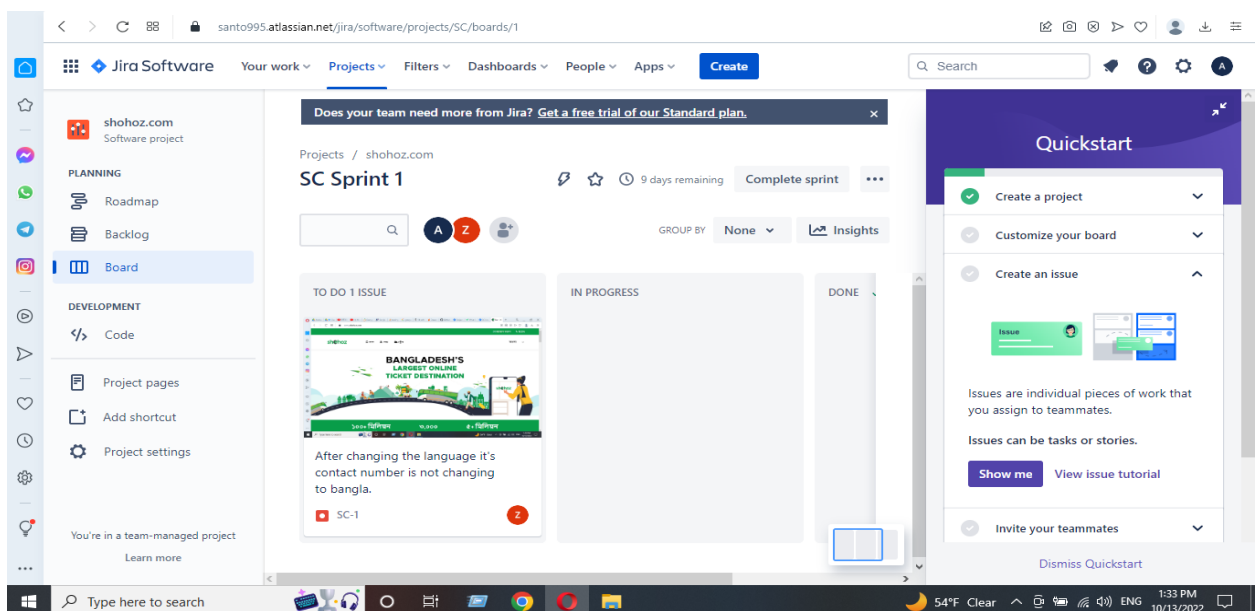 santo995.atlassian.net/jira/software/projects/SC/boards/1
Jira Software Your work Projects Filters Dashboards People Apps Create Search A
shohoz.com
Software project
PLANNING
Roadmap
Backlog
Board
DEVELOPMENT
Code
Project pages
Add shortcut
Project settings
You're in a team-managed project
Learn more
Does your team need more from Jira? Get a free trial of our Standard plan.
Projects / shohoz.com
SC Sprint 1 9 days remaining Complete sprint
A Z GROUP BY None Insights
TO DO 1 ISSUE IN PROGRESS DONE
shohoz
BANGLADESH'S
LARGEST ONLINE
TICKET DESTINATION
After changing the language it's
contact number is not changing
to bangla.
SC-1 Z
Quickstart
Create a project
Customize your board
Create an issue
Issue
Issues are individual pieces of work that
you assign to teammates.
Issues can be tasks or stories.
Show me View issue tutorial
Invite your teammates
Dismiss Quickstart
Type here to search 54°F Clear ENG 1:33 PM
10/13/2022